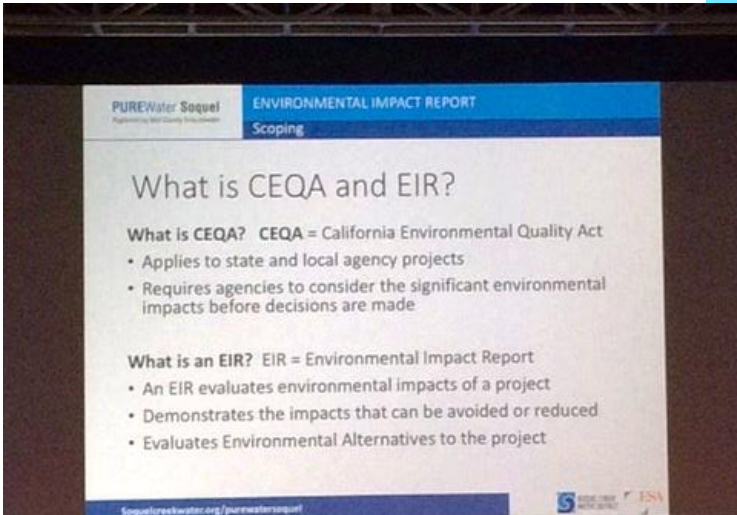 PUREWater Soquel
ENVIRONMENTAL IMPACT REPORT
Scoping
What is CEQA and EIR?
What is CEQA? CEQA = California Environmental Quality Act
• Applies to state and local agency projects
• Requires agencies to consider the significant environmental
impacts before decisions are made
What is an EIR? EIR = Environmental Impact Report
• An EIR evaluates environmental impacts of a project
• Demonstrates the impacts that can be avoided or reduced
• Evaluates Environmental Alternatives to the project
Soquelcreekwater.org/purewatersoquel
ESA